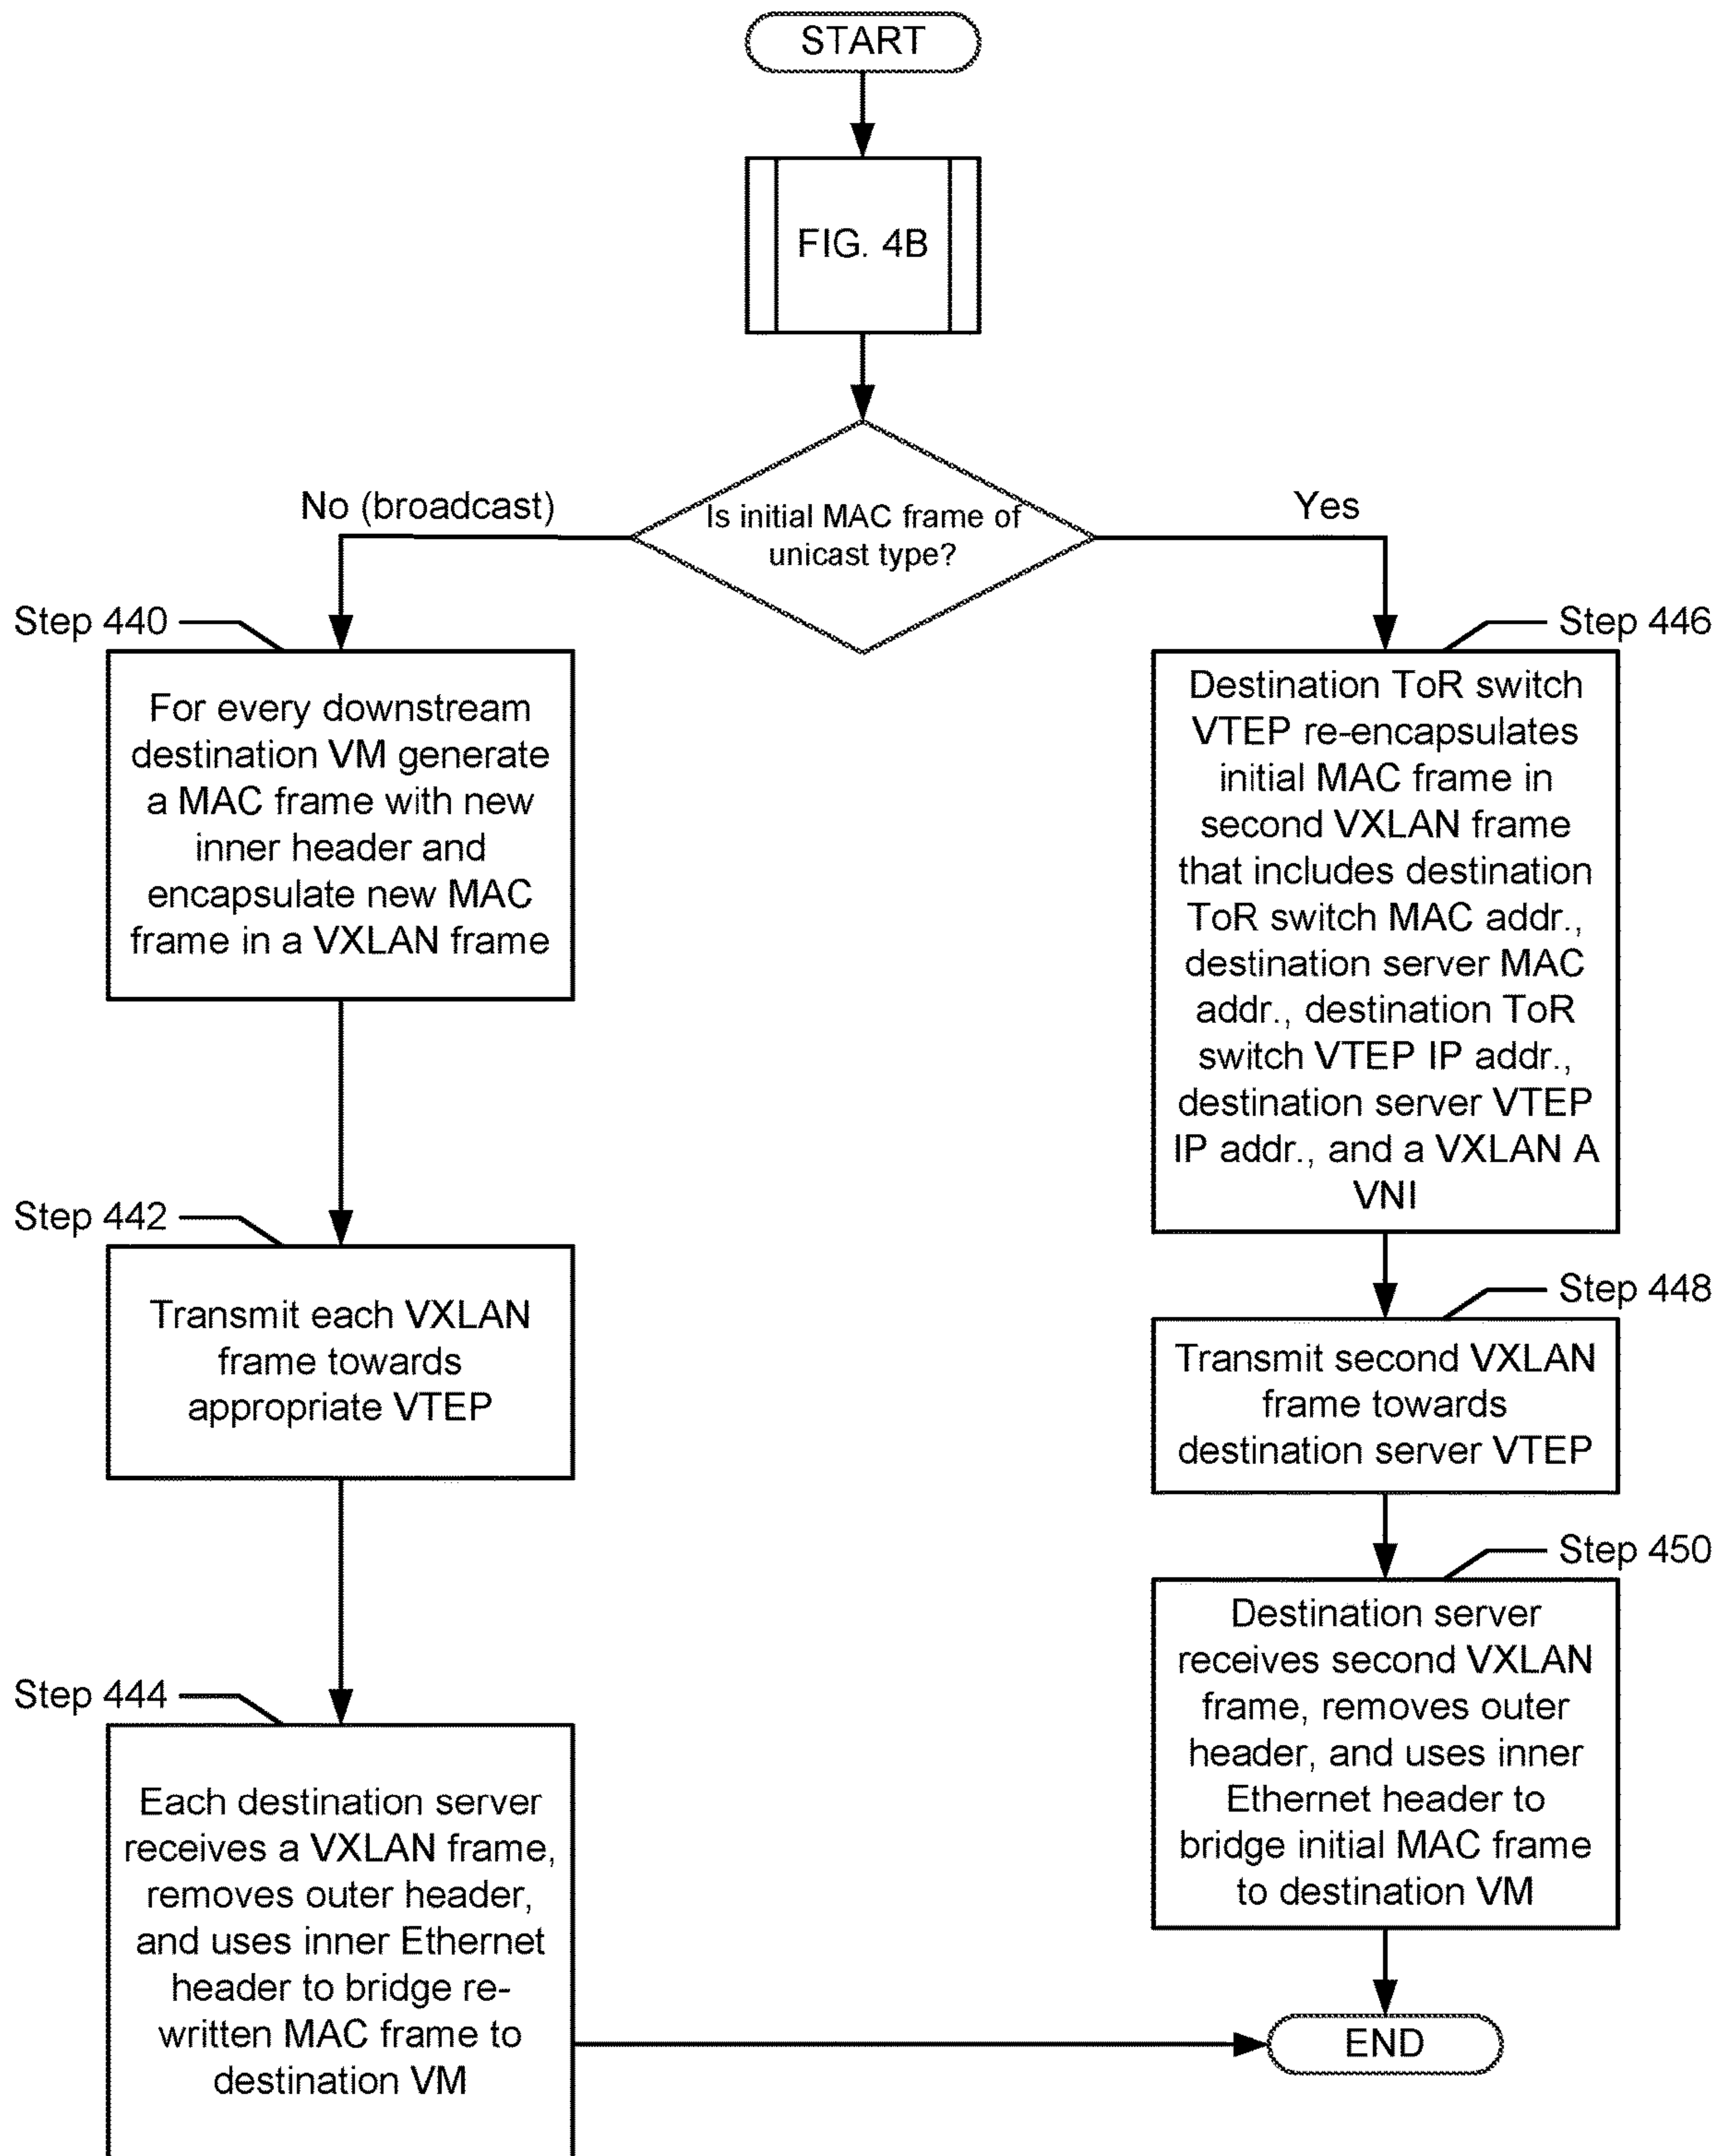 START
FIG. 4B
Is initial MAC frame of
unicast type?
No (broadcast)
Yes
Step 440
For every downstream
destination VM generate
a MAC frame with new
inner header and
encapsulate new MAC
frame in a VXLAN frame
Step 442
Transmit each VXLAN
frame towards
appropriate VTEP
Step 444
Each destination server
receives a VXLAN frame,
removes outer header,
and uses inner Ethernet
header to bridge re-
written MAC frame to
destination VM
Step 446
Destination ToR switch
VTEP re-encapsulates
initial MAC frame in
second VXLAN frame
that includes destination
ToR switch MAC addr.,
destination server MAC
addr., destination ToR
switch VTEP IP addr.,
destination server VTEP
IP addr., and a VXLAN A
VNI
Step 448
Transmit second VXLAN
frame towards
destination server VTEP
Step 450
Destination server
receives second VXLAN
frame, removes outer
header, and uses inner
Ethernet header to
bridge initial MAC frame
to destination VM
END